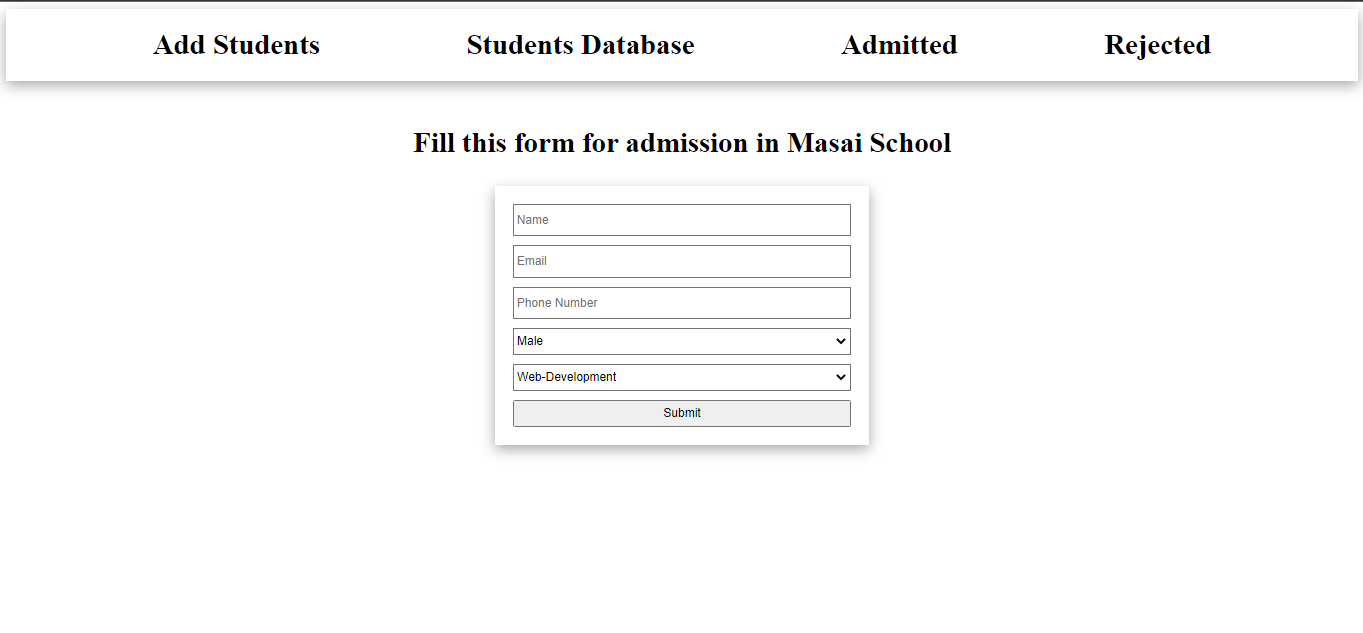 Add Students Students Database Admitted Rejected
Fill this form for admission in Masai School
Name
Email
Phone Number
Male
Web-Development
Submit